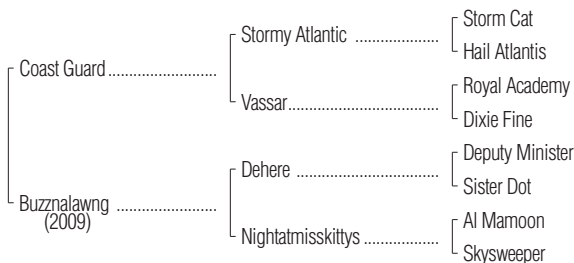 Storm Cat
Stormy Atlantic ....................
Hail Atlantis
Coast Guard ..........................
Royal Academy
Vassar.....................................
Dixie Fine
Deputy Minister
Dehere ...................................
Sister Dot
Buzznalawng ........................
(2009)
Al Mamoon
Nightatmisskittys ..................
Skysweeper